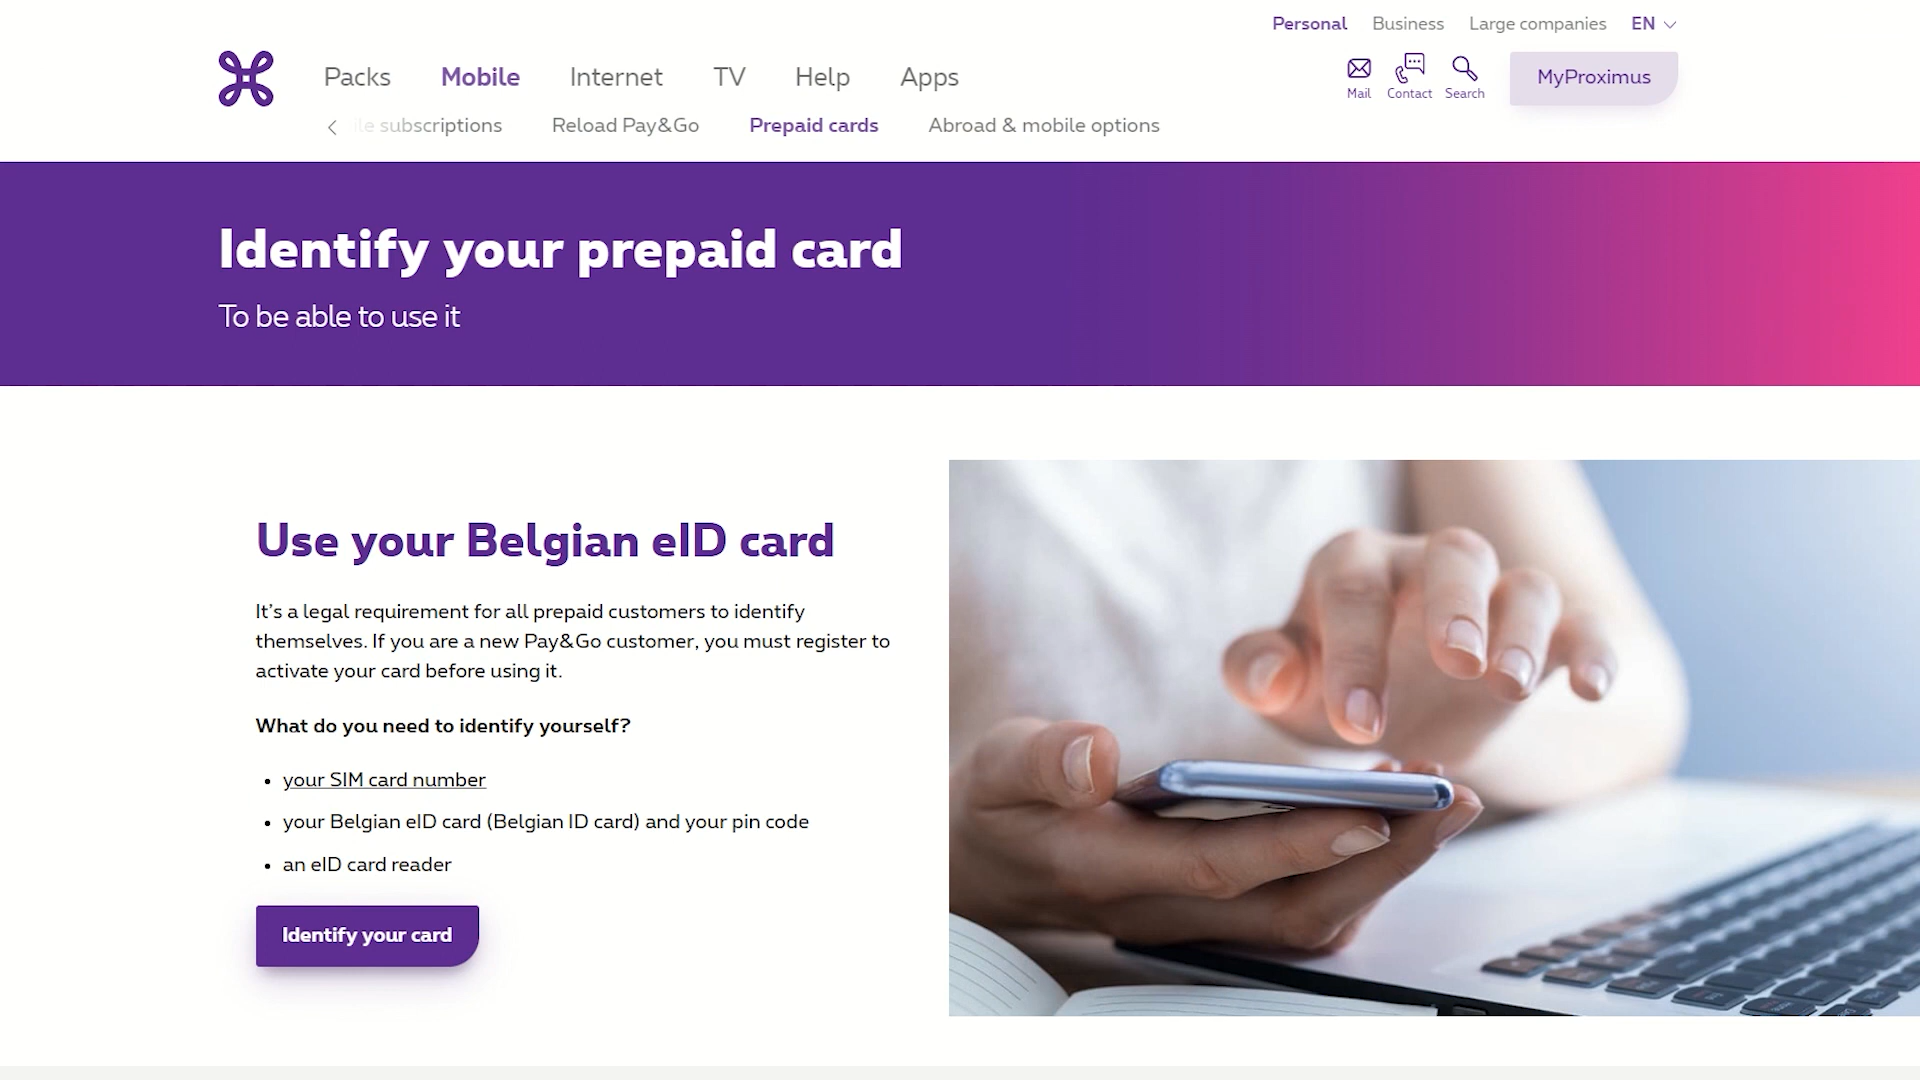 Personal Business Large companies EN
Packs Mobile Internet TV Help Apps
Mail Contact Search
MyProximus
subscriptions Reload Pay&Go Prepaid cards Abroad & mobile options
Identify your prepaid card
To be able to use it
Use your Belgian eID card
It's a legal requirement for all prepaid customers to identify
themselves. If you are a new Pay&Go customer, you must register to
activate your card before using it.
What do you need to identify yourself?
your SIM card number
your Belgian eID card (Belgian ID card) and your pin code
an eID card reader
Identify your card